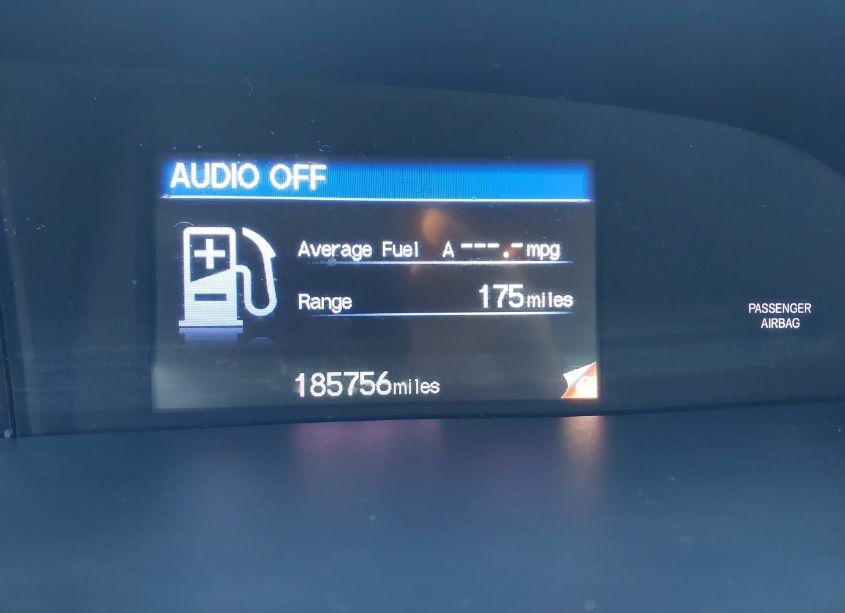 AUDIO OFF
Average Fuel A ---.- mpg
Range 175 miles
185756 miles
PASSENGER
AIRBAG